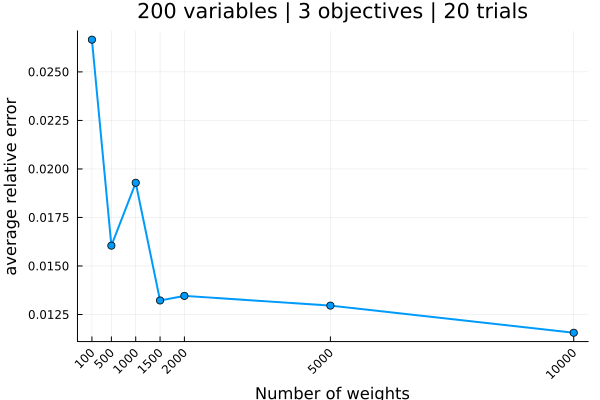 200 variables | 3 objectives | 20 trials
average relative error
0.0250
0.0225
0.0200
0.0175
0.0150
0.0125
100 500 1000 1500 2000 5000 10000
Number of weights